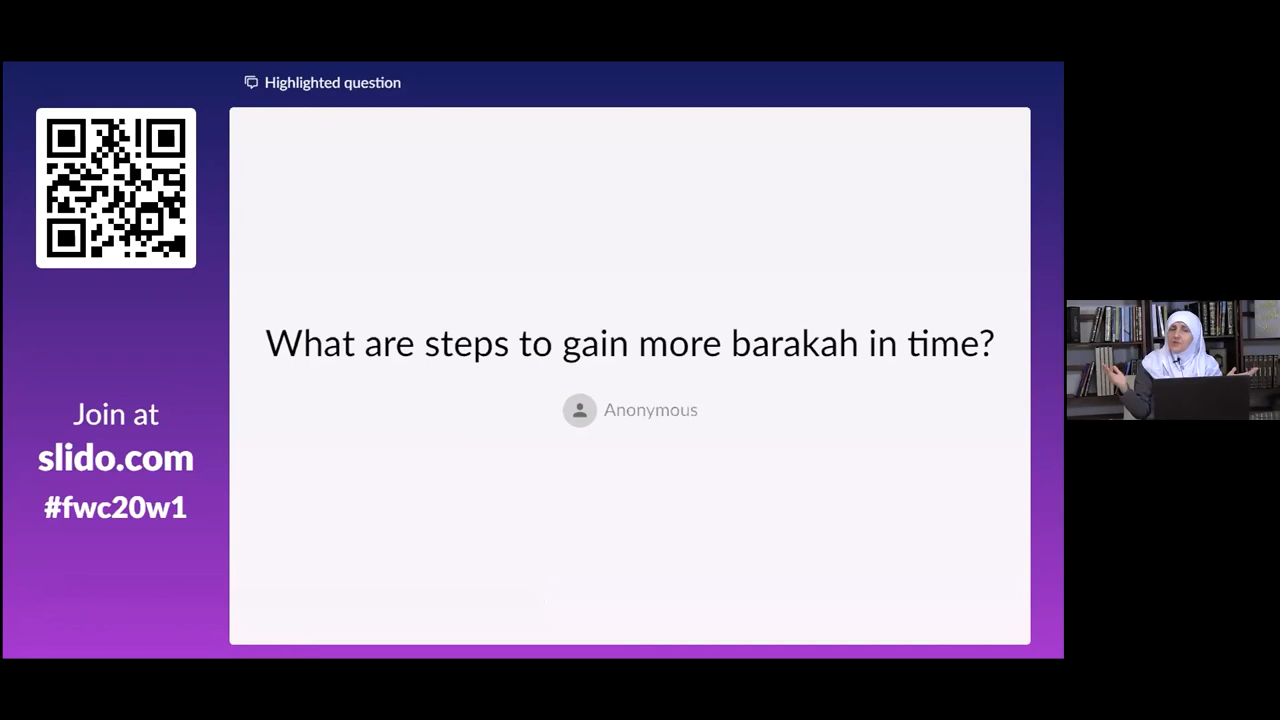 Highlighted question
What are steps to gain more barakah in time?
Anonymous
Join at
slido.com
#fwc20w1